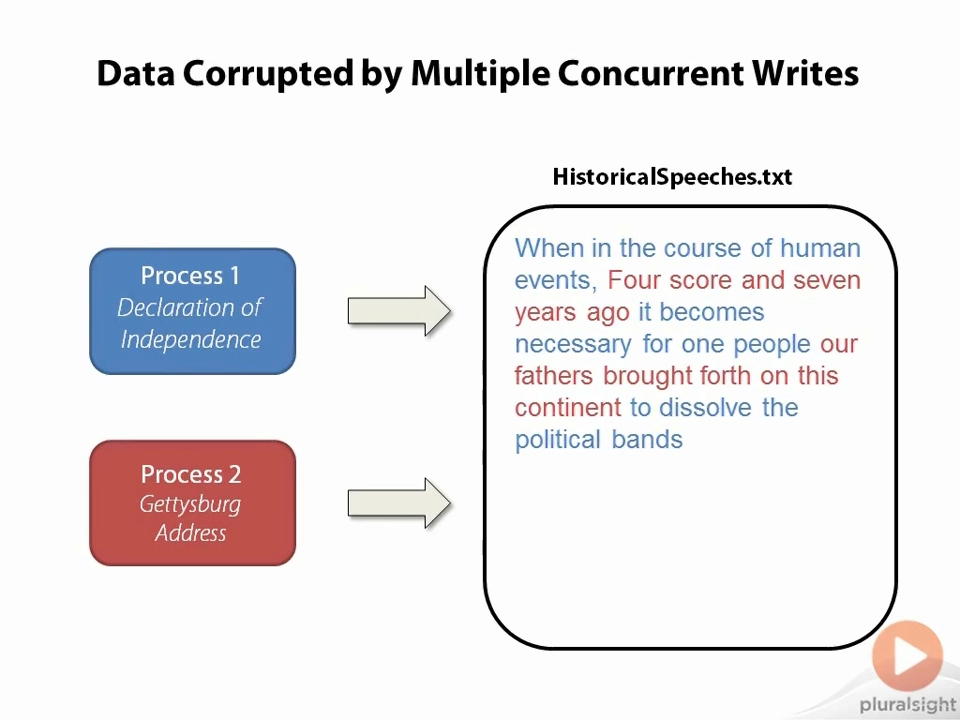 Data Corrupted by Multiple Concurrent Writes
HistoricalSpeeches.txt
Process 1
Declaration of
Independence
Process 2
Gettysburg
Address
When in the course of human
events, Four score and seven
years ago it becomes
necessary for one people our
fathers brought forth on this
continent to dissolve the
political bands
pluralsight